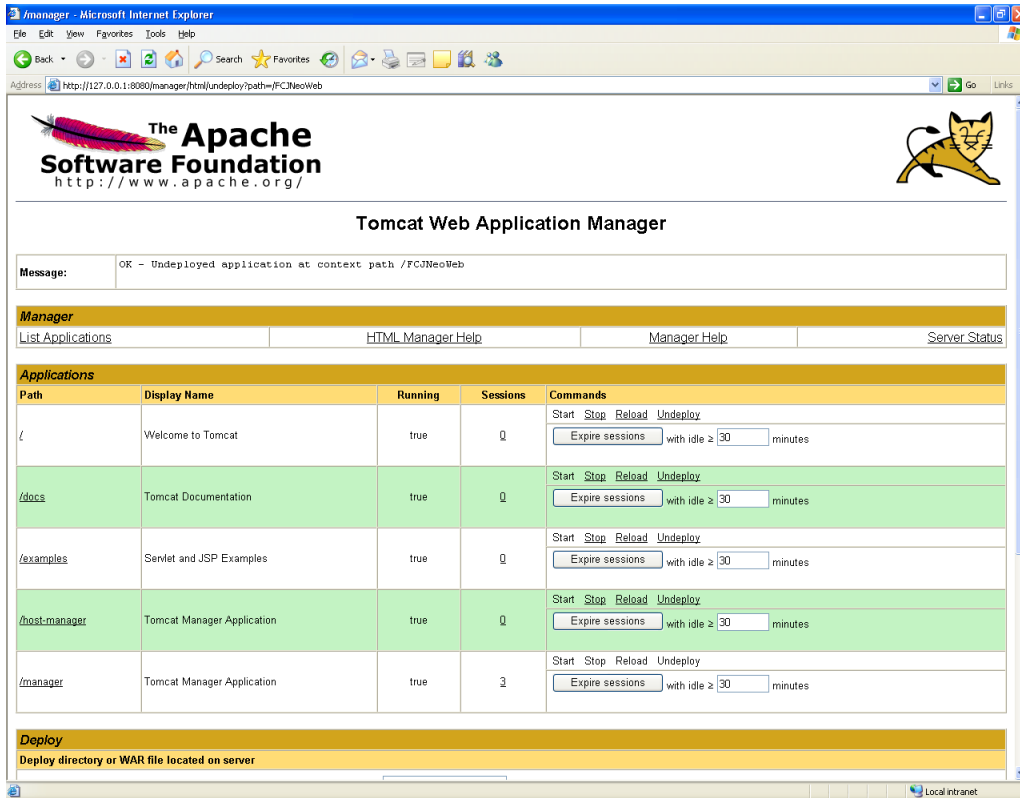 /manager - Microsoft Internet Explorer
File Edit View Favorites Tools Help
Back Search Favorites
Address http://127.0.0.1:8080/manager/html/undeploy?path=/FCJNeoWeb Go Links
The Apache
Software Foundation
http://www.apache.org/
Tomcat Web Application Manager
Message: OK - Undeployed application at context path /FCJNeoWeb
Manager
List Applications HTML Manager Help Manager Help Server Status
Applications
Path Display Name Running Sessions Commands
Start Stop Reload Undeploy
/ Welcome to Tomcat true 0 Expire sessions with idle ≥ 30 minutes
Start Stop Reload Undeploy
/docs Tomcat Documentation true 0 Expire sessions with idle ≥ 30 minutes
Start Stop Reload Undeploy
/examples Servlet and JSP Examples true 0 Expire sessions with idle ≥ 30 minutes
Start Stop Reload Undeploy
/host-manager Tomcat Manager Application true 0 Expire sessions with idle ≥ 30 minutes
Start Stop Reload Undeploy
/manager Tomcat Manager Application true 3 Expire sessions with idle ≥ 30 minutes
Deploy
Deploy directory or WAR file located on server
Local intranet